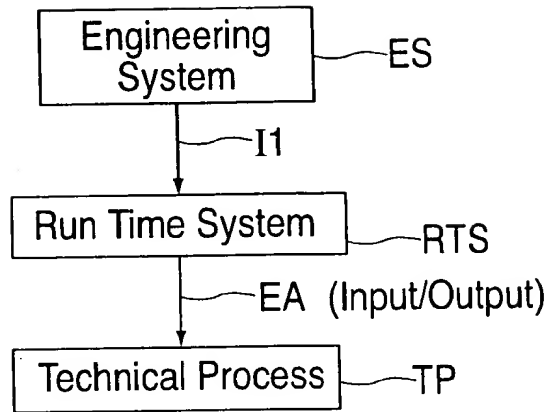 Engineering
System
ES
I1
Run Time System
RTS
EA (Input/Output)
Technical Process
TP